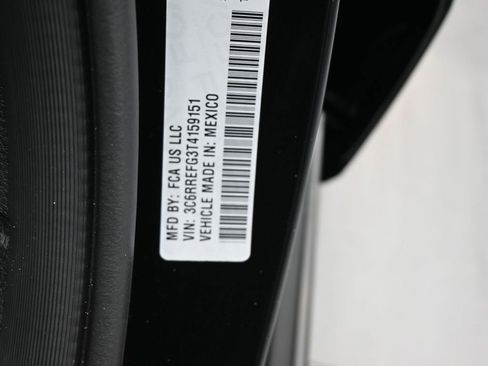 MFD BY: FCA US LLC
VIN: 3C6RREFG3T4159151
VEHICLE MADE IN: MEXICO